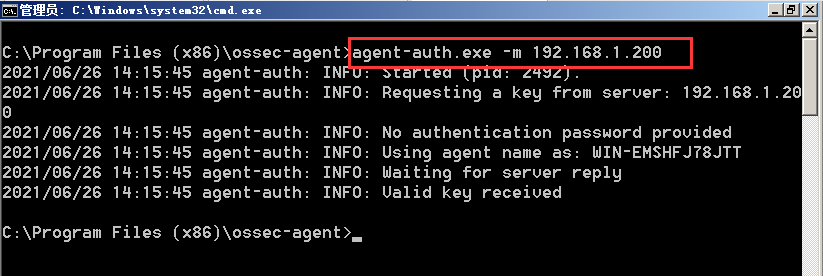 管理员: C:\Windows\system32\cmd.exe
C:\Program Files (x86)\ossec-agent>agent-auth.exe -m 192.168.1.200
2021/06/26 14:15:45 agent-auth: INFO: Started (pid: 2492).
2021/06/26 14:15:45 agent-auth: INFO: Requesting a key from server: 192.168.1.20
0
2021/06/26 14:15:45 agent-auth: INFO: No authentication password provided
2021/06/26 14:15:45 agent-auth: INFO: Using agent name as: WIN-EMSHFJ78JTT
2021/06/26 14:15:45 agent-auth: INFO: Waiting for server reply
2021/06/26 14:15:45 agent-auth: INFO: Valid key received
C:\Program Files (x86)\ossec-agent>_